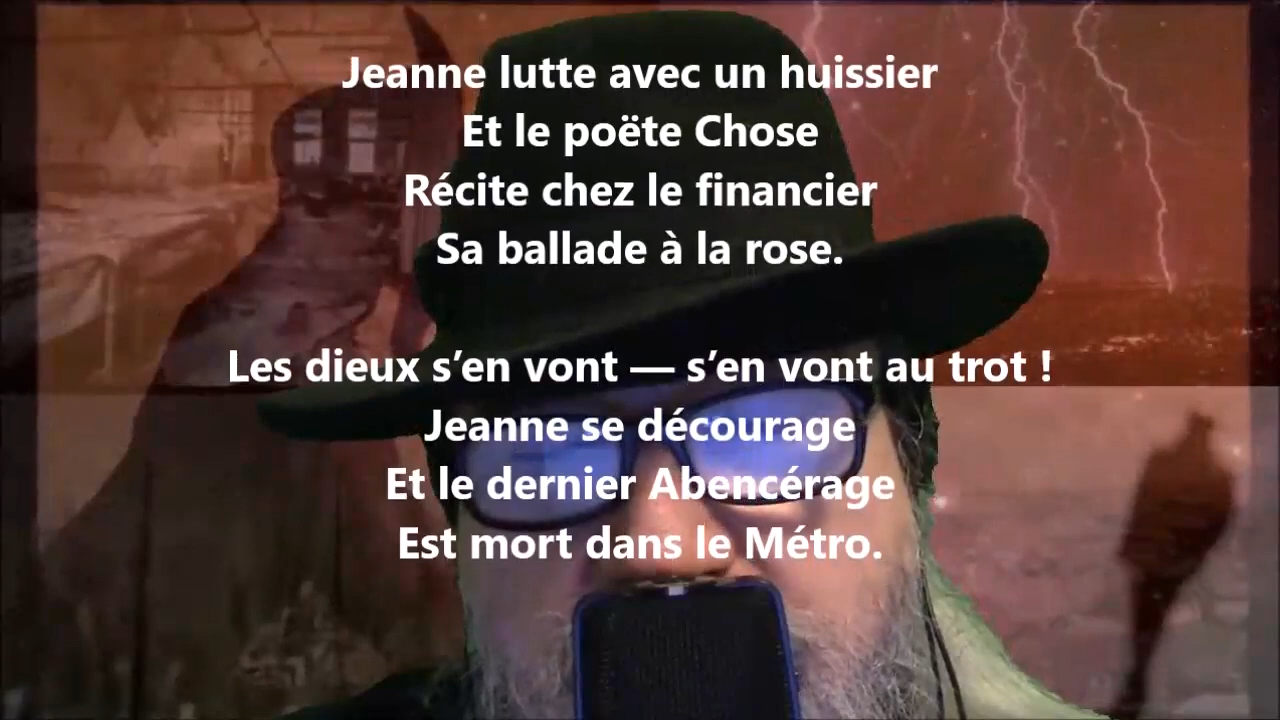 Jeanne lutte avec un huissier
Et le poëte Chose
Récite chez le financier
Sa ballade à la rose.
Les dieux s’en vont — s’en vont au trot !
Jeanne se décourage
Et le dernier Abencérage
Est mort dans le Métro.